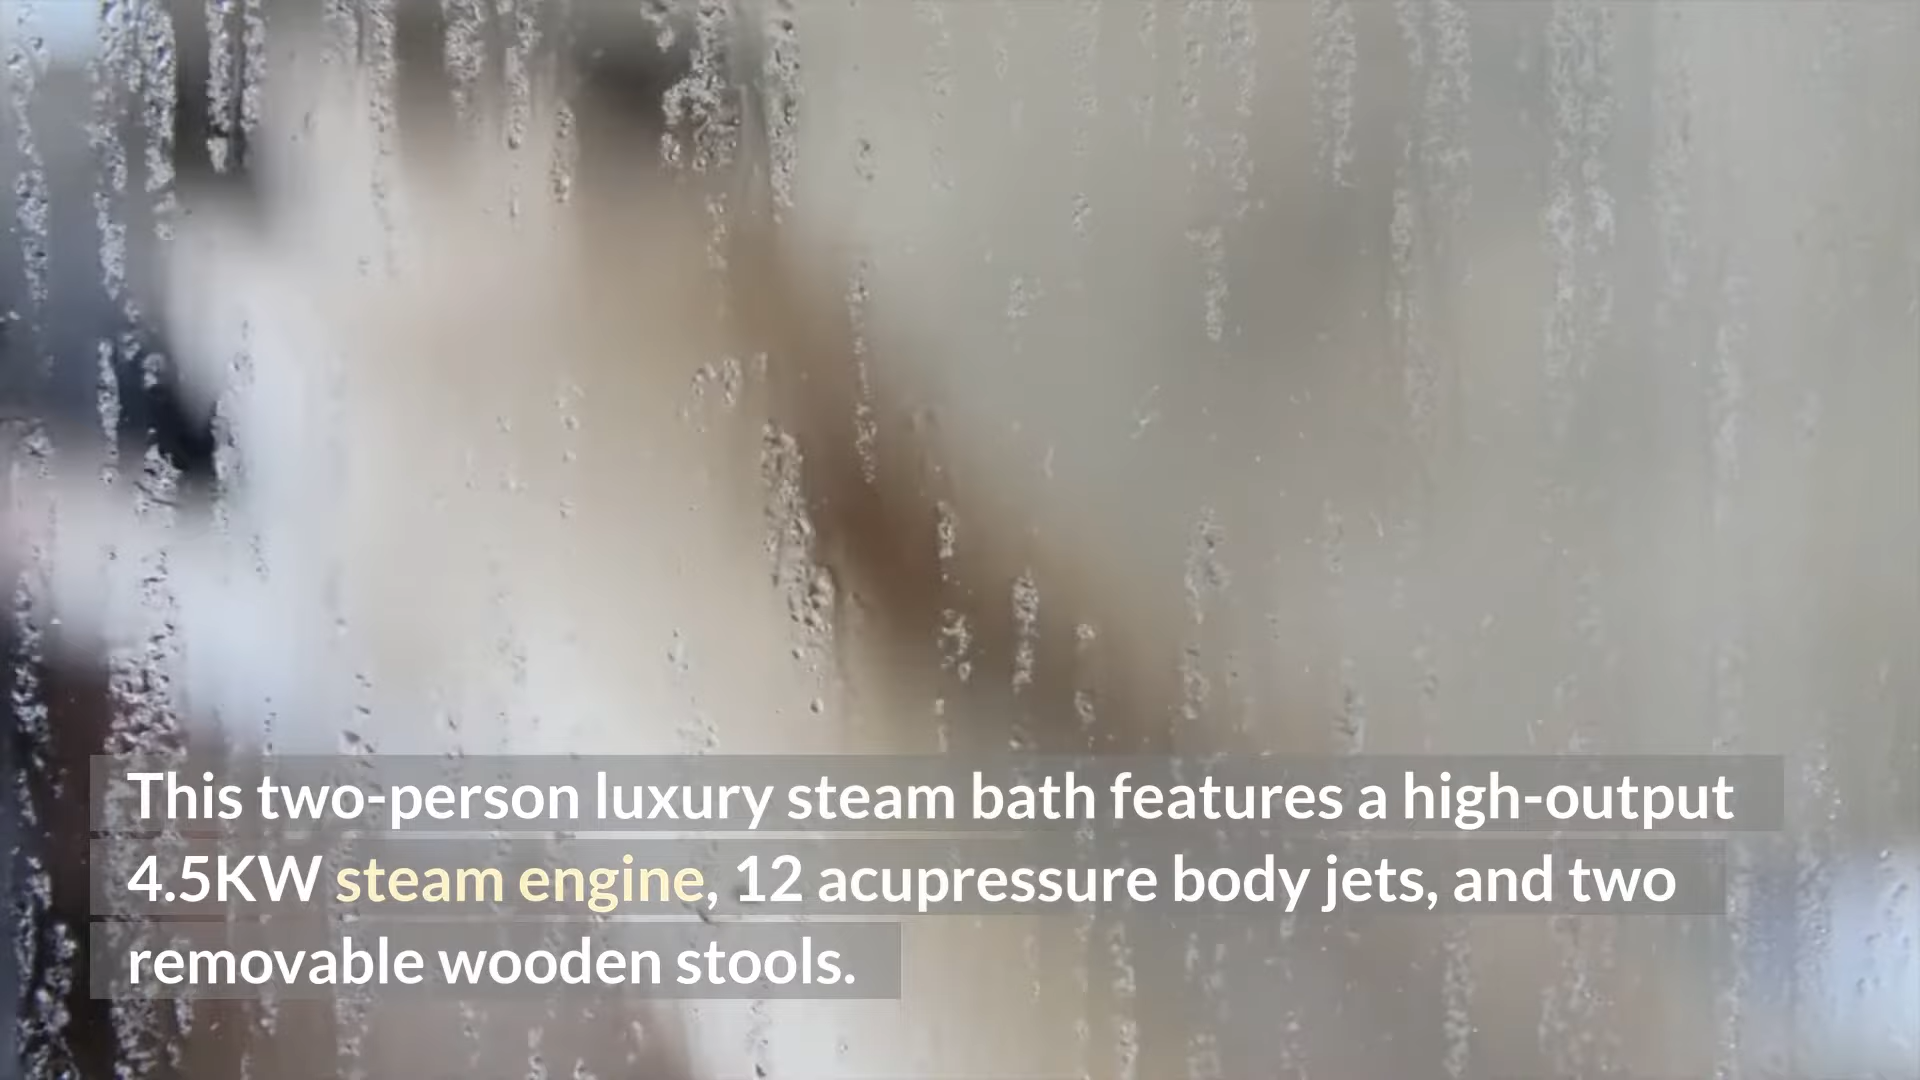 This two-person luxury steam bath features a high-output
4.5KW steam engine, 12 acupressure body jets, and two
removable wooden stools.